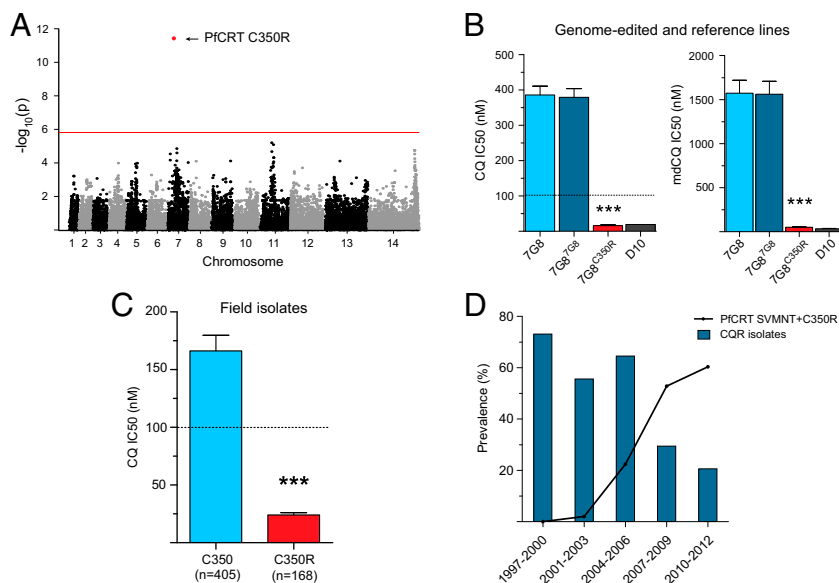 A
12
10
8
6
4
2
-log10(p)
PfCRT C350R
1 2 3 4 5 6 7 8 9 10 11 12 13 14
Chromosome
B
Genome-edited and reference lines
500
400
300
200
100
CQ IC50 (nM)
***
7G8
7G8^7G8
7G8^C350R
D10
2000
1500
1000
500
0
mdCQ IC50 (nM)
***
7G8
7G8^7G8
7G8^C350R
D10
C
Field isolates
200
150
100
50
CQ IC50 (nM)
***
C350
(n=405)
C350R
(n=168)
D
PfCRT SVMNT+C350R
CQR isolates
80
60
40
20
Prevalence (%)
1997-2000
2001-2003
2004-2006
2007-2009
2010-2012